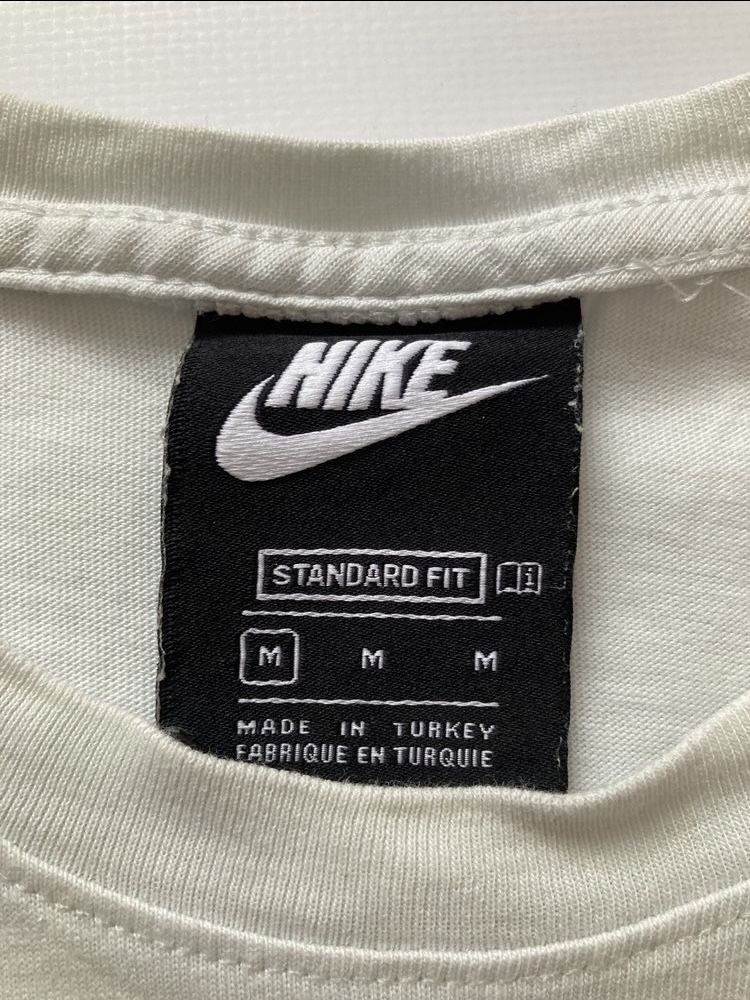 NIKE
STANDARD FIT
M M M
MADE IN TURKEY
FABRIQUE EN TURQUIE